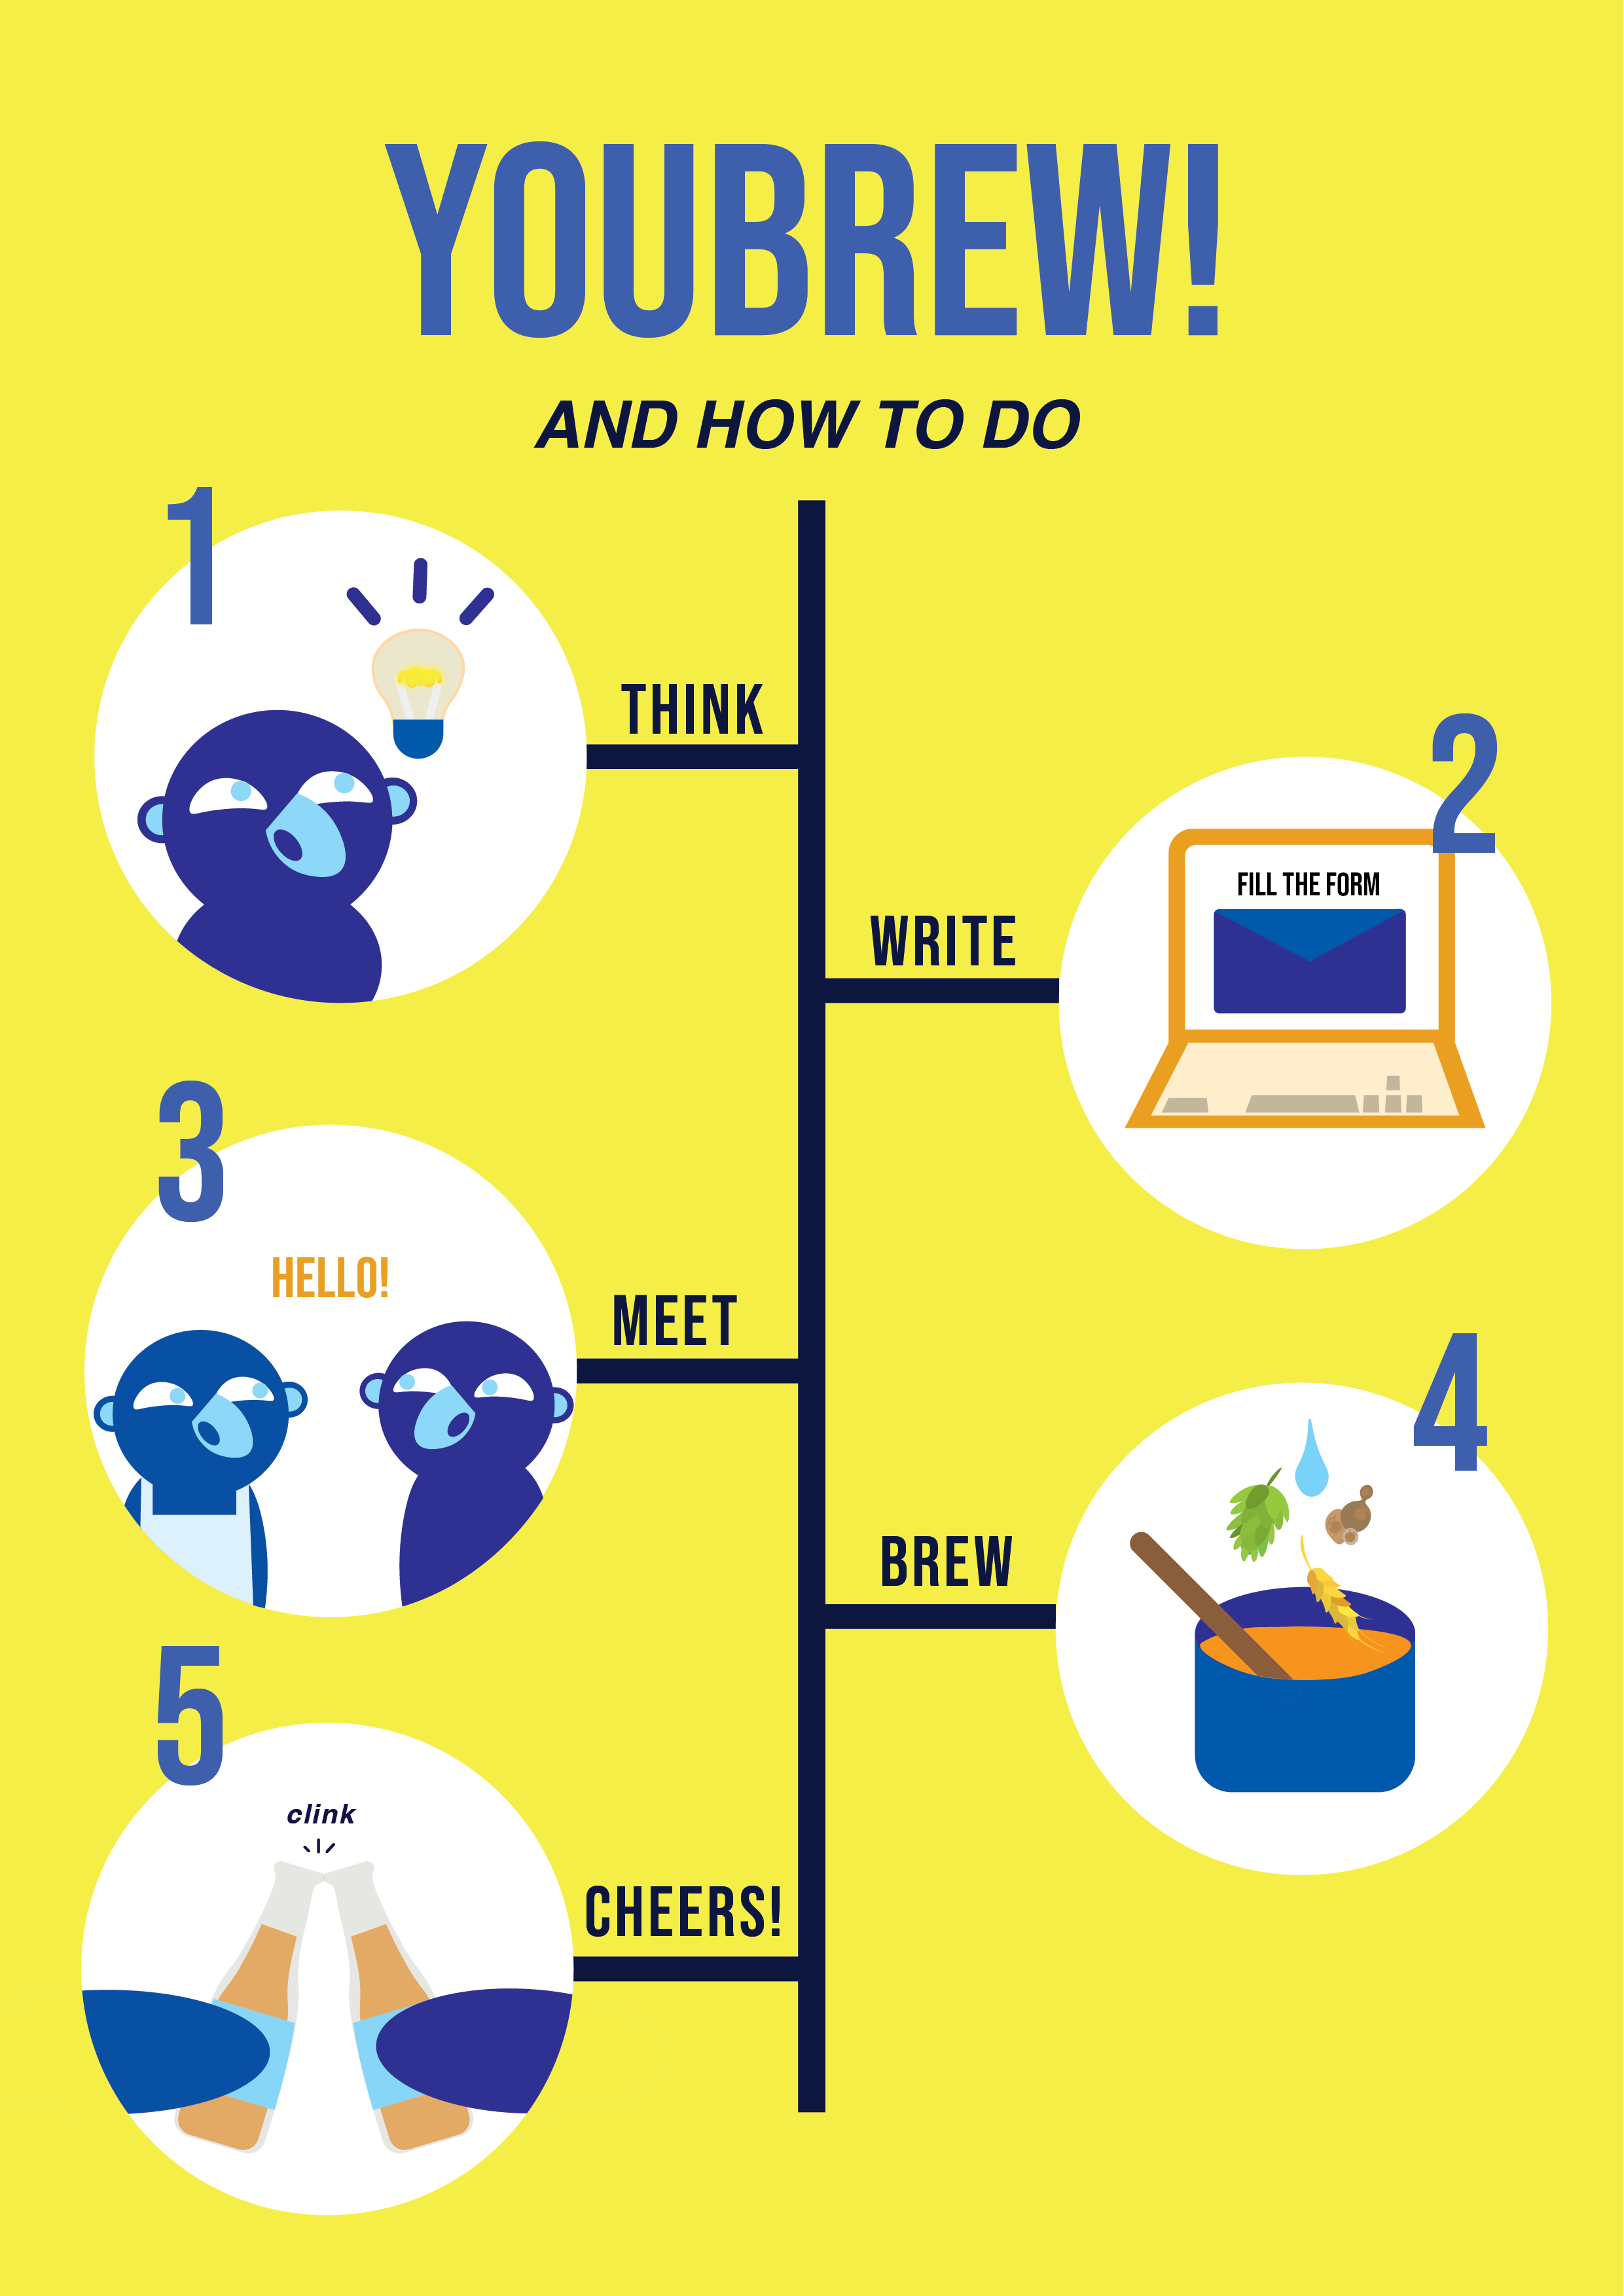 YOUBREW!
AND HOW TO DO
1
THINK
2
WRITE
FILL THE FORM
3
HELLO!
MEET
4
BREW
5
clink
CHEERS!